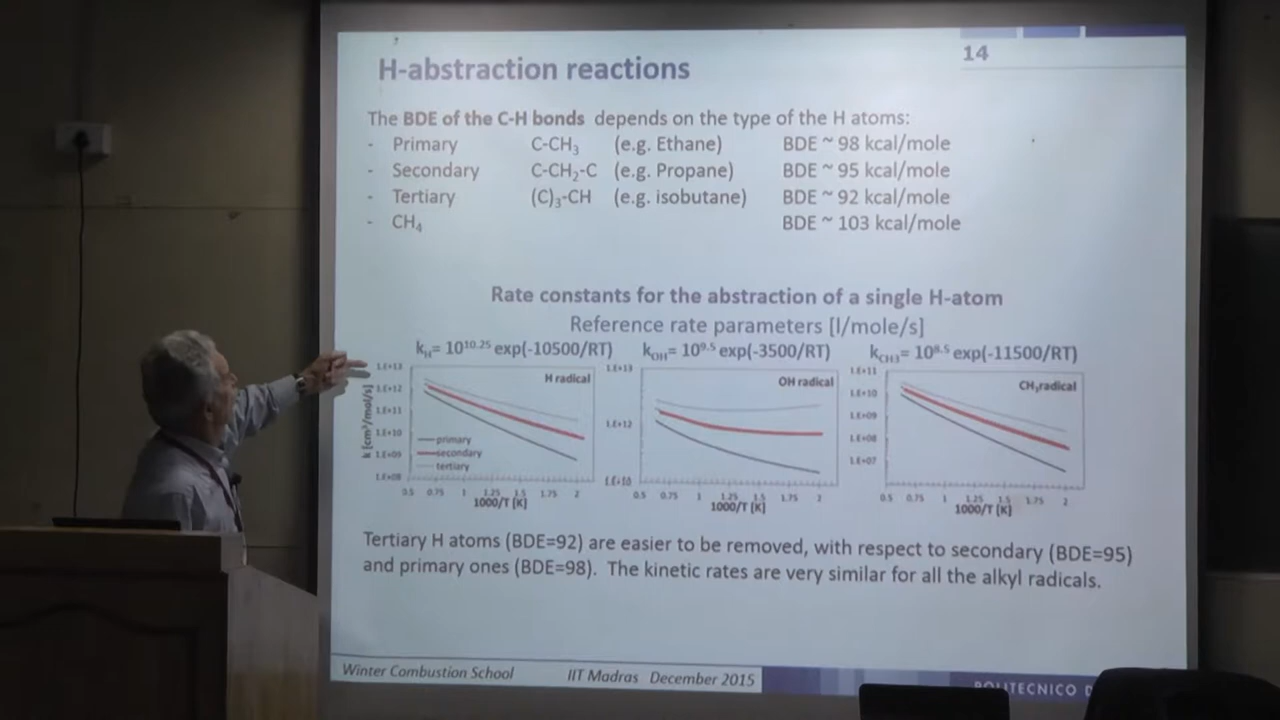 14
H-abstraction reactions
The BDE of the C-H bonds depends on the type of the H atoms:
- Primary C-CH3 (e.g. Ethane) BDE ~ 98 kcal/mole
- Secondary C-CH2-C (e.g. Propane) BDE ~ 95 kcal/mole
- Tertiary (C)3-CH (e.g. isobutane) BDE ~ 92 kcal/mole
- CH4 BDE ~ 103 kcal/mole
Rate constants for the abstraction of a single H-atom
Reference rate parameters [l/mole/s]
kH= 10^10.25 exp(-10500/RT) kOH= 10^9.5 exp(-3500/RT) kCH3= 10^8.5 exp(-11500/RT)
H radical
1.E+13
1.E+12
1.E+11
1.E+10
1.E+09
1.E+08
k [cm3/mol/s]
primary
secondary
tertiary
0.5 0.75 1 1.25 1.5 1.75 2
1000/T [K]
OH radical
1.E+13
1.E+12
0.5 0.75 1 1.25 1.5 1.75 2
1000/T [K]
CH3radical
1.E+11
1.E+10
1.E+09
1.E+08
1.E+07
0.5 0.75 1 1.25 1.5 1.75 2
1000/T [K]
Tertiary H atoms (BDE=92) are easier to be removed, with respect to secondary (BDE=95)
and primary ones (BDE=98). The kinetic rates are very similar for all the alkyl radicals.
Winter Combustion School IIT Madras December 2015
POLITECNICO